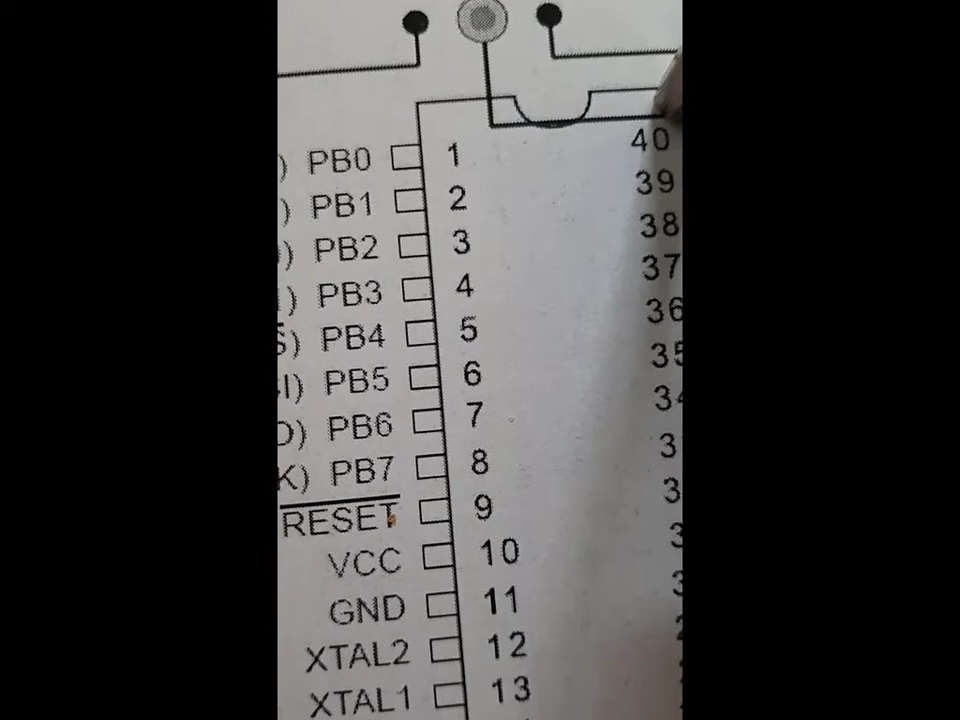 ) PB0 1 40
) PB1 2 39
) PB2 3 38
) PB3 4 37
) PB4 5 36
I) PB5 6 35
) PB6 7
K) PB7 8
RESET 9
VCC 10
GND 11
XTAL2 12
XTAL1 13